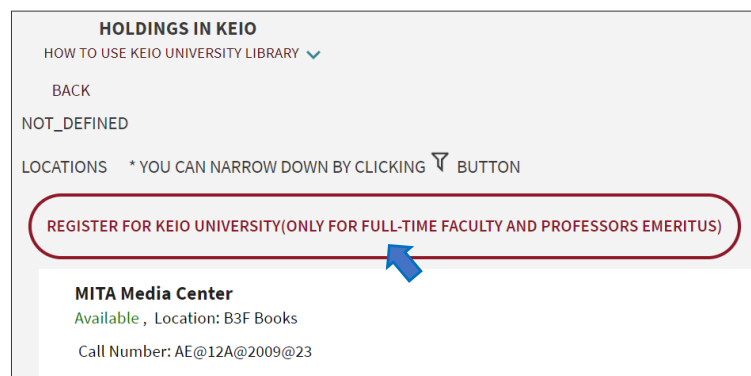 HOLDINGS IN KEIO
HOW TO USE KEIO UNIVERSITY LIBRARY
BACK
NOT_DEFINED
LOCATIONS * YOU CAN NARROW DOWN BY CLICKING BUTTON
REGISTER FOR KEIO UNIVERSITY(ONLY FOR FULL-TIME FACULTY AND PROFESSORS EMERITUS)
MITA Media Center
Available , Location: B3F Books
Call Number: AE@12A@2009@23